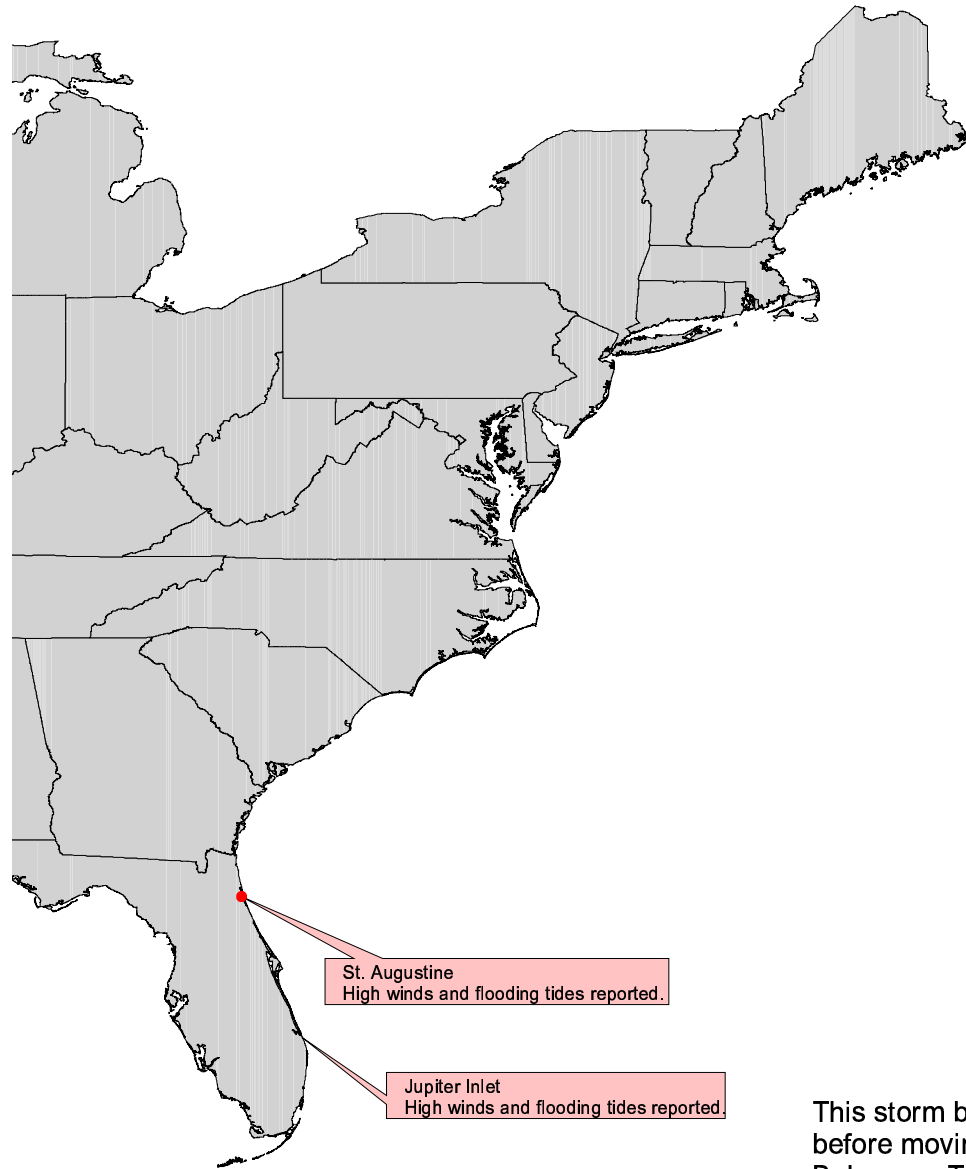 St. Augustine
High winds and flooding tides reported.
Jupiter Inlet
High winds and flooding tides reported.
This storm b
before movin